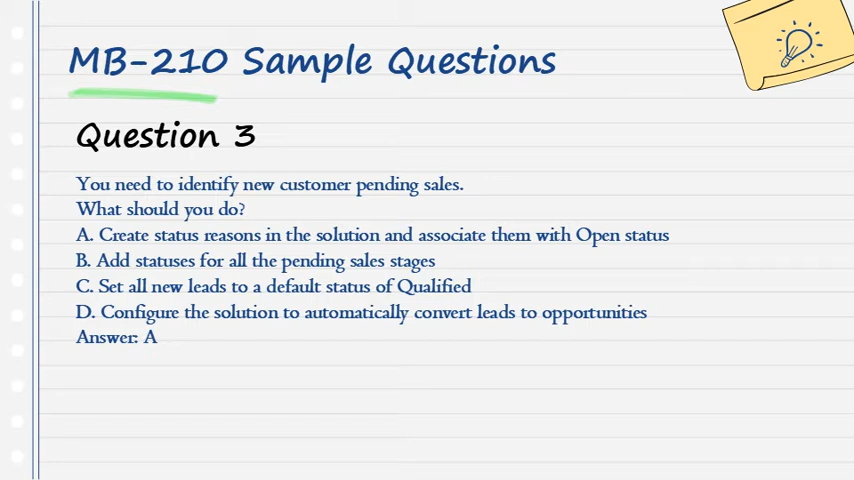 MB-210 Sample Questions
Question 3
You need to identify new customer pending sales.
What should you do?
A. Create status reasons in the solution and associate them with Open status
B. Add statuses for all the pending sales stages
C. Set all new leads to a default status of Qualified
D. Configure the solution to automatically convert leads to opportunities
Answer: A